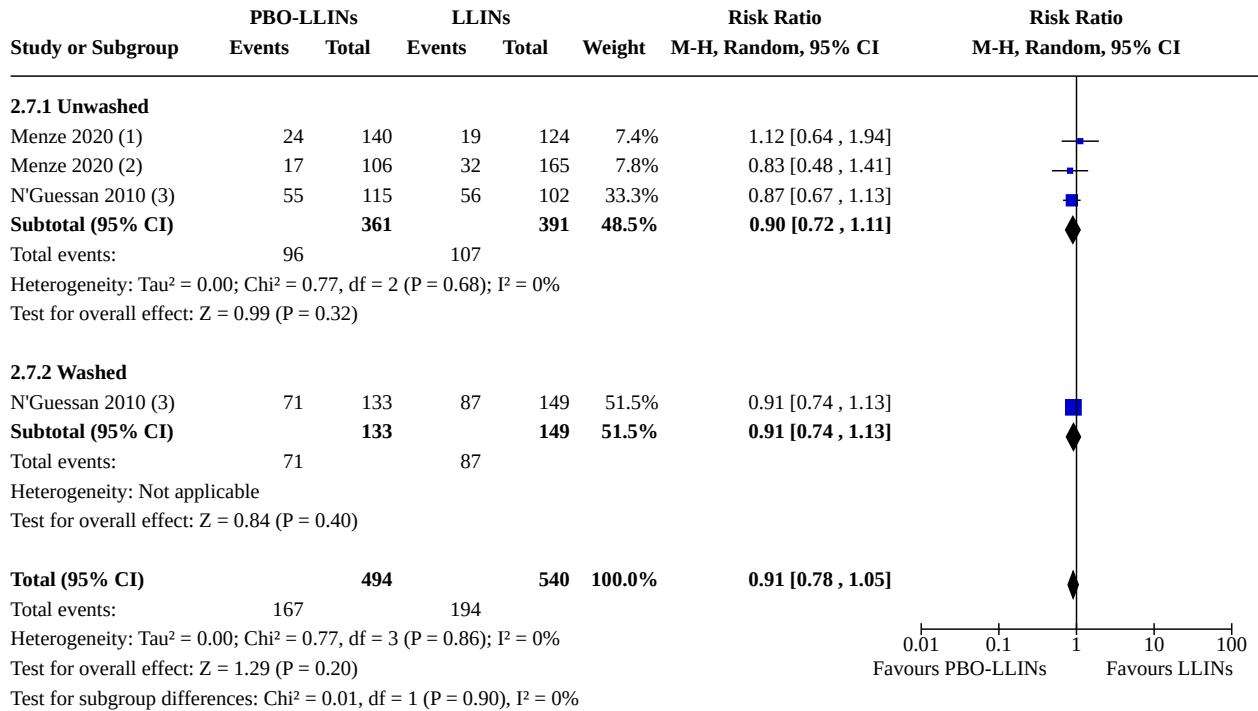 PBO-LLINs LLINs Risk Ratio Risk Ratio
Study or Subgroup Events Total Events Total Weight M-H, Random, 95% CI M-H, Random, 95% CI
2.7.1 Unwashed
Menze 2020 (1) 24 140 19 124 7.4% 1.12 [0.64 , 1.94]
Menze 2020 (2) 17 106 32 165 7.8% 0.83 [0.48 , 1.41]
N'Guessan 2010 (3) 55 115 56 102 33.3% 0.87 [0.67 , 1.13]
Subtotal (95% CI) 361 391 48.5% 0.90 [0.72 , 1.11]
Total events: 96 107
Heterogeneity: Tau² = 0.00; Chi² = 0.77, df = 2 (P = 0.68); I² = 0%
Test for overall effect: Z = 0.99 (P = 0.32)
2.7.2 Washed
N'Guessan 2010 (3) 71 133 87 149 51.5% 0.91 [0.74 , 1.13]
Subtotal (95% CI) 133 149 51.5% 0.91 [0.74 , 1.13]
Total events: 71 87
Heterogeneity: Not applicable
Test for overall effect: Z = 0.84 (P = 0.40)
Total (95% CI) 494 540 100.0% 0.91 [0.78 , 1.05]
Total events: 167 194
Heterogeneity: Tau² = 0.00; Chi² = 0.77, df = 3 (P = 0.86); I² = 0%
0.01 0.1 1 10 100
Test for overall effect: Z = 1.29 (P = 0.20)
Favours PBO-LLINs Favours LLINs
Test for subgroup differences: Chi² = 0.01, df = 1 (P = 0.90), I² = 0%